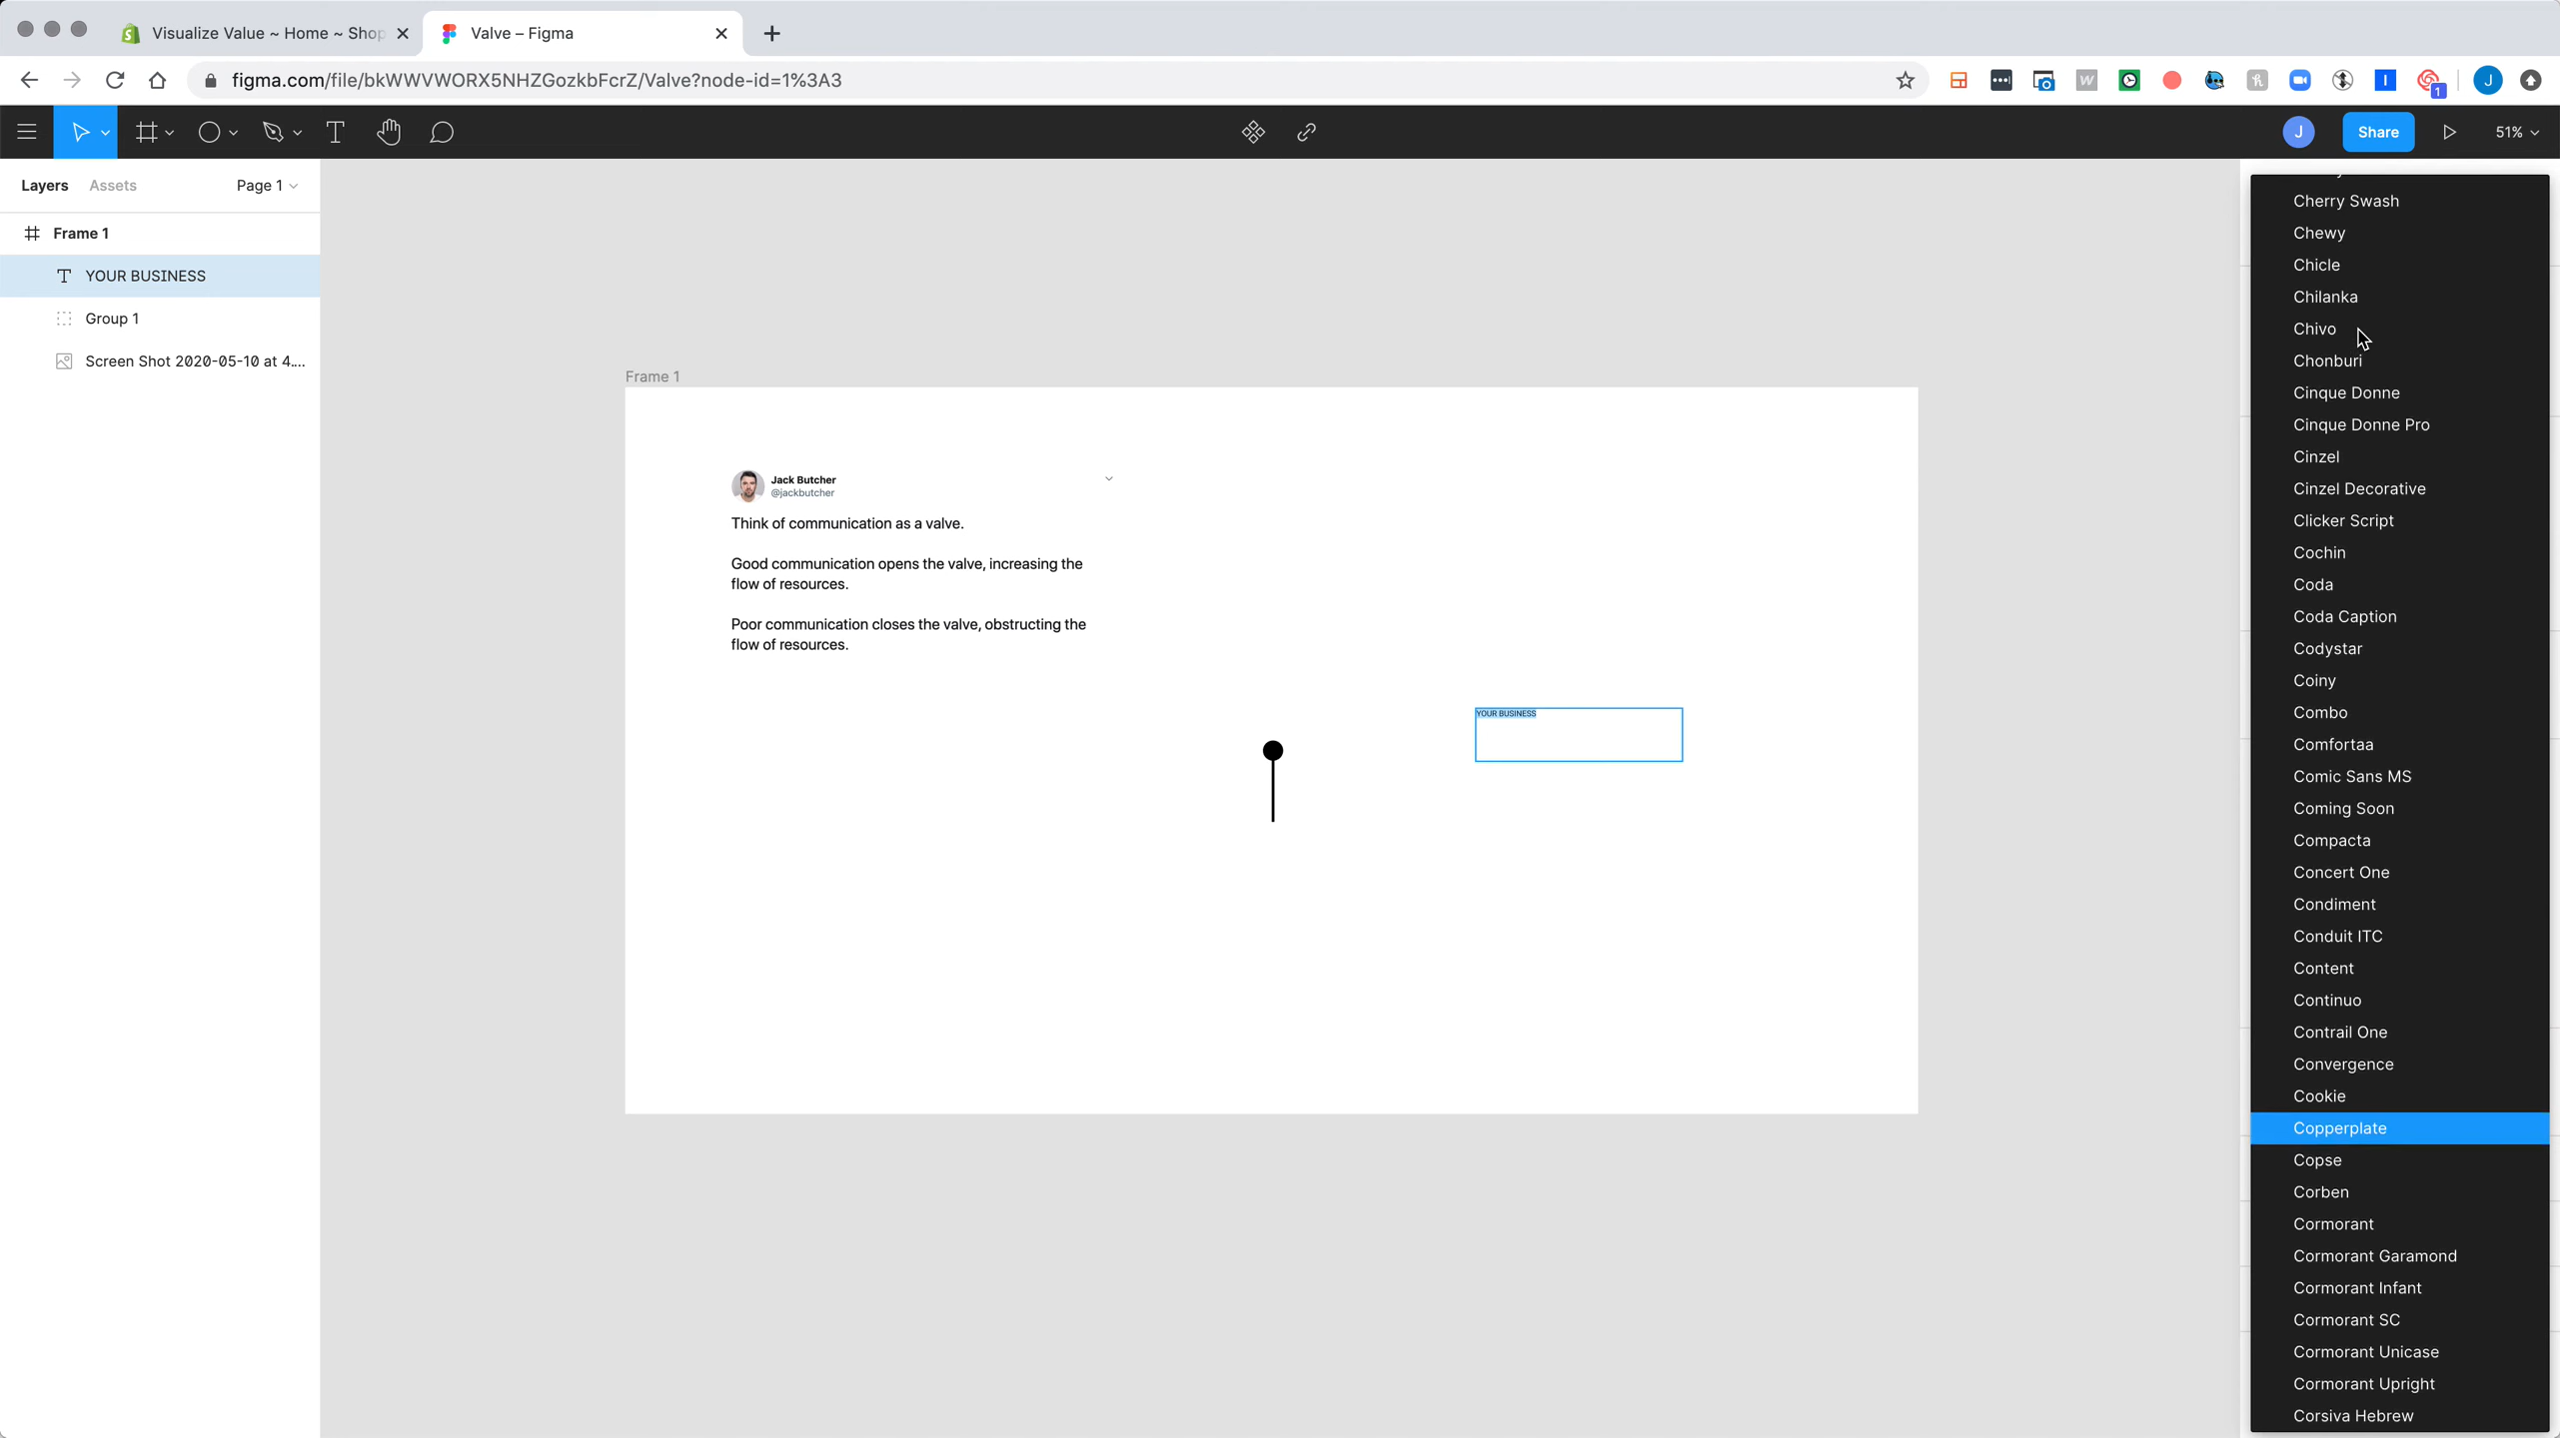 Visualize Value ~ Home ~ Shop
Valve – Figma
figma.com/file/bkWWVWORX5NHZGozkbFcrZ/Valve?node-id=1%3A3
W
I
1
J
J
Share
51%
Layers
Assets
Page 1
Frame 1
YOUR BUSINESS
Group 1
Screen Shot 2020-05-10 at 4....
Frame 1
Jack Butcher
@jackbutcher
Think of communication as a valve.
Good communication opens the valve, increasing the
flow of resources.
Poor communication closes the valve, obstructing the
flow of resources.
YOUR BUSINESS
Cherry Swash
Chewy
Chicle
Chilanka
Chivo
Chonburi
Cinque Donne
Cinque Donne Pro
Cinzel
Cinzel Decorative
Clicker Script
Cochin
Coda
Coda Caption
Codystar
Coiny
Combo
Comfortaa
Comic Sans MS
Coming Soon
Compacta
Concert One
Condiment
Conduit ITC
Content
Continuo
Contrail One
Convergence
Cookie
Copperplate
Copse
Corben
Cormorant
Cormorant Garamond
Cormorant Infant
Cormorant SC
Cormorant Unicase
Cormorant Upright
Corsiva Hebrew